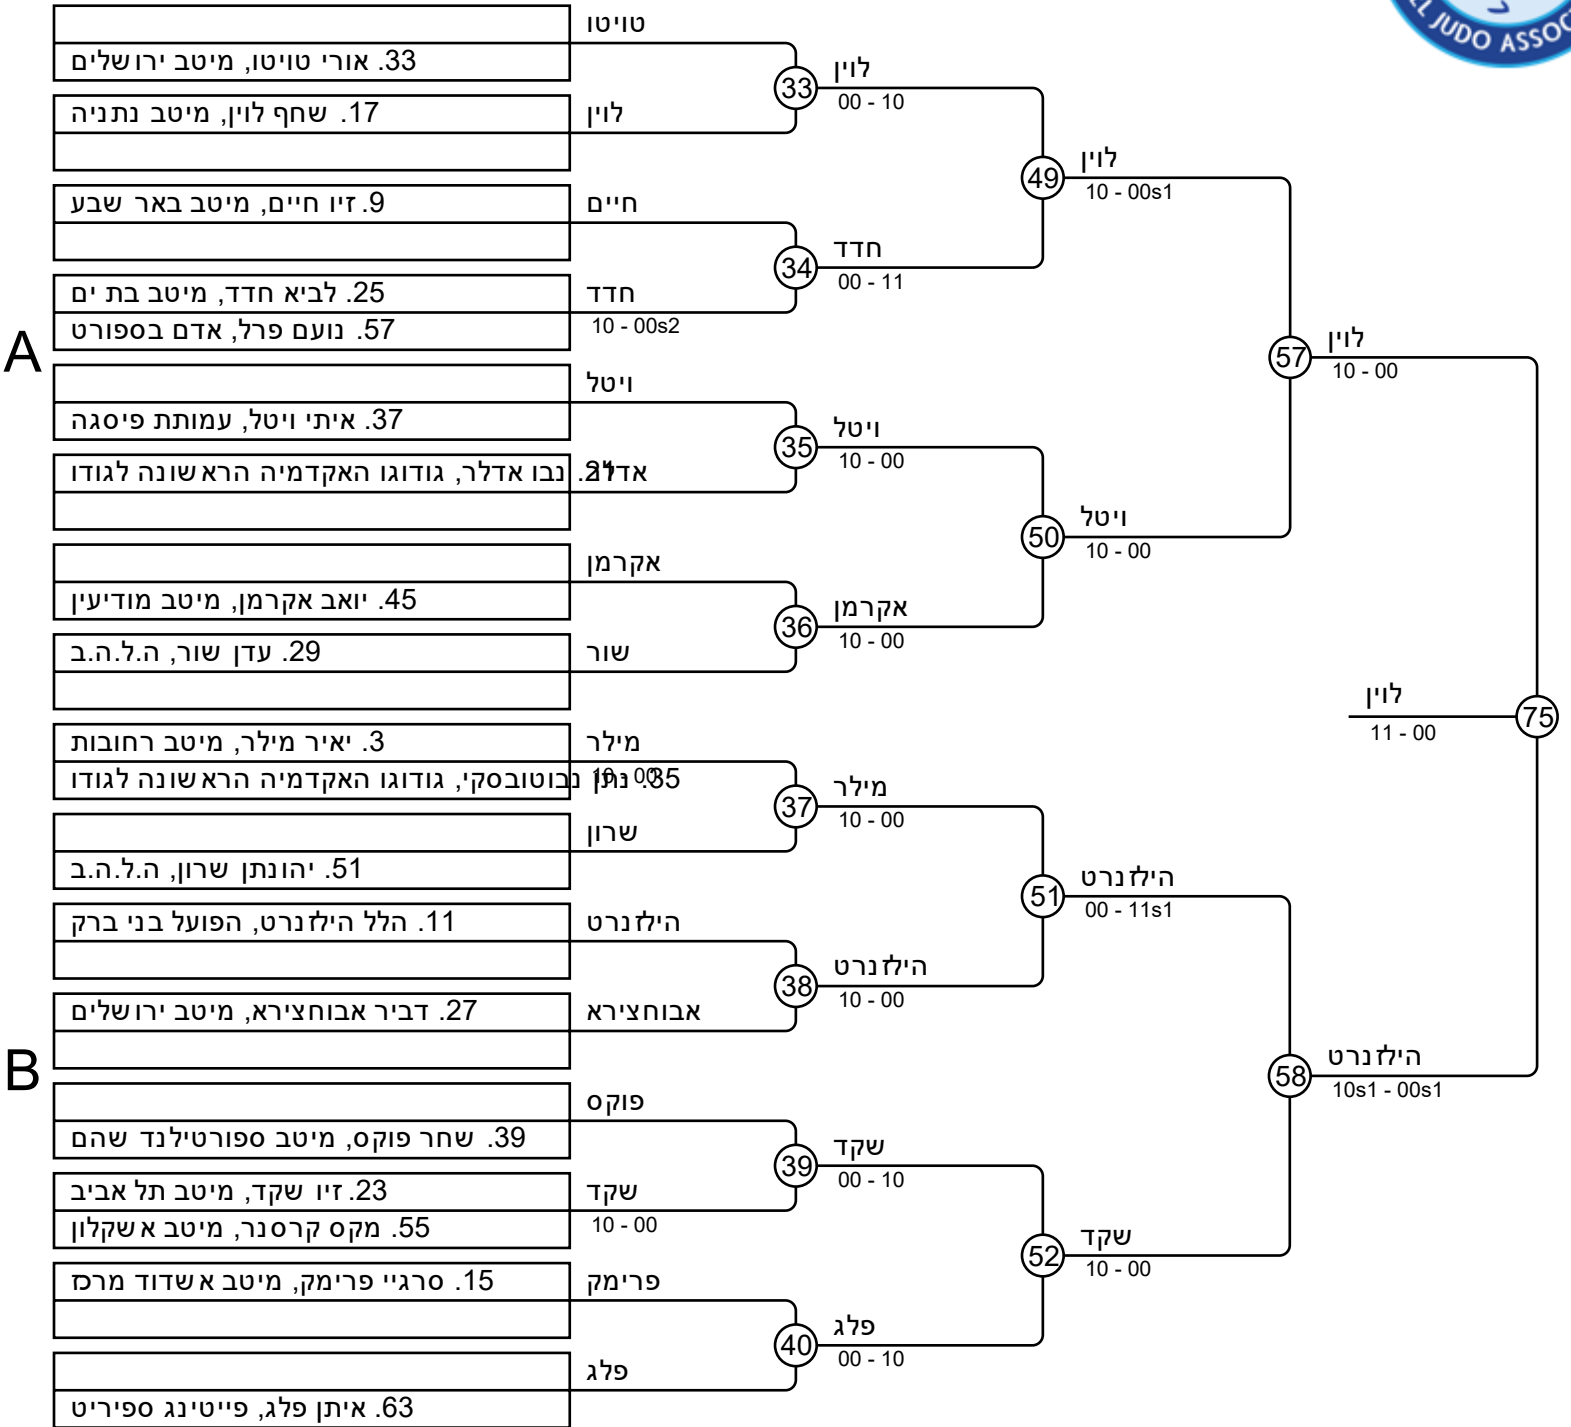 JUDO ASSOC
A
B
טויטו
33. אורי טויטו, מיטב ירושלים
17. שחף לוין, מיטב נתניה
לוין
9. זיו חיים, מיטב באר שבע
חיים
25. לביא חדד, מיטב בת ים
חדד
57. נועם פרל, אדם בספורט
10 - 00s2
ויטל
37. איתי ויטל, עמותת פיסגה
נבו אדלר, גודוגו האקדמיה הראשונה לגודו
אקרמן
45. יואב אקרמן, מיטב מודיעין
29. עדן שור, ה.ל.ה.ב
שור
3. יאיר מילר, מיטב רחובות
מילר
35. נתן נבוטובסקי, גודוגו האקדמיה הראשונה לגודו
10 - 00
שרון
51. יהונתן שרון, ה.ל.ה.ב
11. הלל הילזנרט, הפועל בני ברק
הילזנרט
27. דביר אבוחצירא, מיטב ירושלים
אבוחצירא
פוקס
39. שחר פוקס, מיטב ספורטילנד שהם
23. זיו שקד, מיטב תל אביב
שקד
55. מקס קרסנר, מיטב אשקלון
10 - 00
15. סרגיי פרימק, מיטב אשדוד מרכז
פרימק
פלג
63. איתן פלג, פייטינג ספיריט
33
לוין
00 - 10
34
חדד
00 - 11
35
ויטל
10 - 00
36
אקרמן
10 - 00
37
מילר
10 - 00
38
הילזנרט
10 - 00
39
שקד
00 - 10
40
פלג
00 - 10
49
לוין
10 - 00s1
50
ויטל
10 - 00
51
הילזנרט
00 - 11s1
52
שקד
10 - 00
57
לוין
10 - 00
58
הילזנרט
10s1 - 00s1
75
לוין
11 - 00